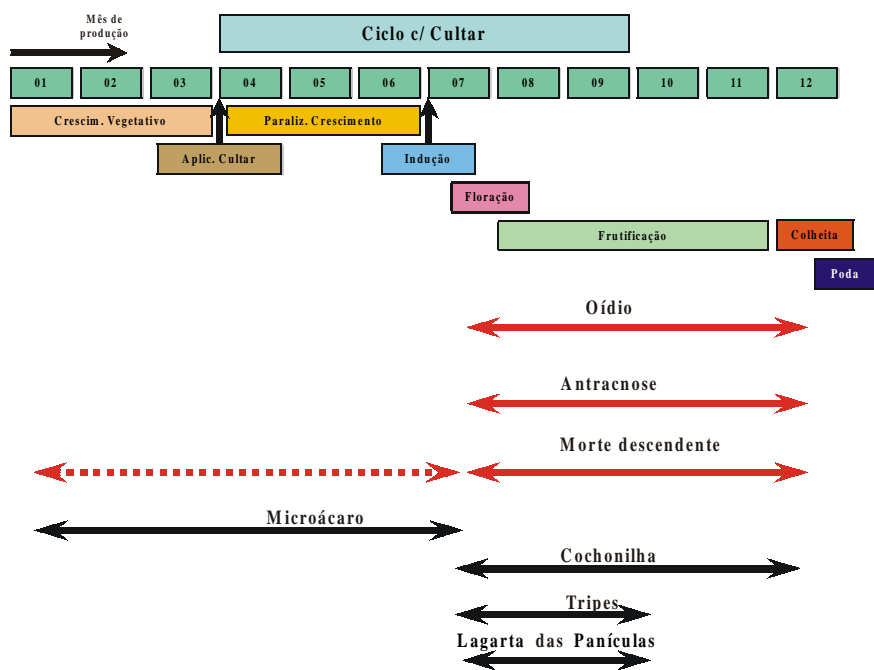 Mês de
produção
Ciclo c/ Cultar
01 02 03 04 05 06 07 08 09 10 11 12
Crescim. Vegetativo
Paraliz. Crescimento
Aplic. Cultar
Indução
Floração
Frutificação
Colheita
Poda
Oídio
Antracnose
Morte descendente
Microácaro
Cochonilha
Tripes
Lagarta das Panículas